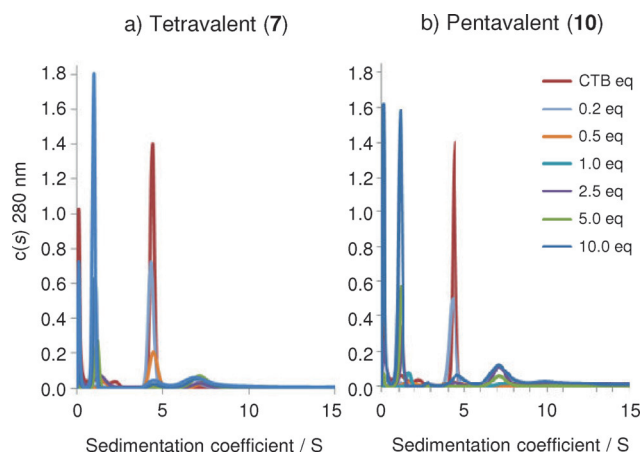 a) Tetravalent (7)
b) Pentavalent (10)
c(s) 280 nm
1.8
1.6
1.4
1.2
1.0
0.8
0.6
0.4
0.2
0.0
0 5 10 15
Sedimentation coefficient / S
1.8
1.6
1.4
1.2
1.0
0.8
0.6
0.4
0.2
0.0
0 5 10 15
Sedimentation coefficient / S
CTB eq
0.2 eq
0.5 eq
1.0 eq
2.5 eq
5.0 eq
10.0 eq